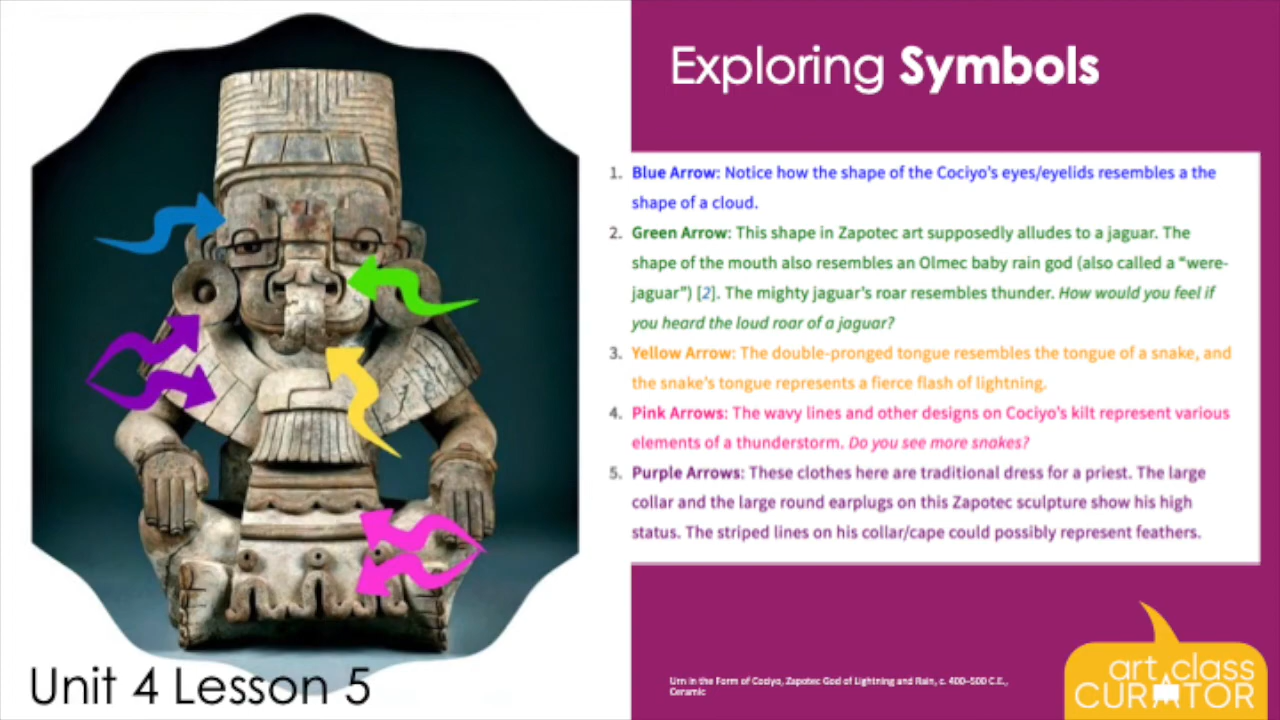 Exploring Symbols
1. Blue Arrow: Notice how the shape of the Cociyo's eyes/eyelids resembles a the
shape of a cloud.
2. Green Arrow: This shape in Zapotec art supposedly alludes to a jaguar. The
shape of the mouth also resembles an Olmec baby rain god (also called a "were-
jaguar") [2]. The mighty jaguar's roar resembles thunder. How would you feel if
you heard the loud roar of a jaguar?
3. Yellow Arrow: The double-pronged tongue resembles the tongue of a snake, and
the snake's tongue represents a fierce flash of lightning.
4. Pink Arrows: The wavy lines and other designs on Cociyo's kilt represent various
elements of a thunderstorm. Do you see more snakes?
5. Purple Arrows: These clothes here are traditional dress for a priest. The large
collar and the large round earplugs on this Zapotec sculpture show his high
status. The striped lines on his collar/cape could possibly represent feathers.
Unit 4 Lesson 5
Urn in the Form of Cociyo, Zapotec God of Lightning and Rain, c. 400–500 C.E.,
Ceramic
art class
CURATOR